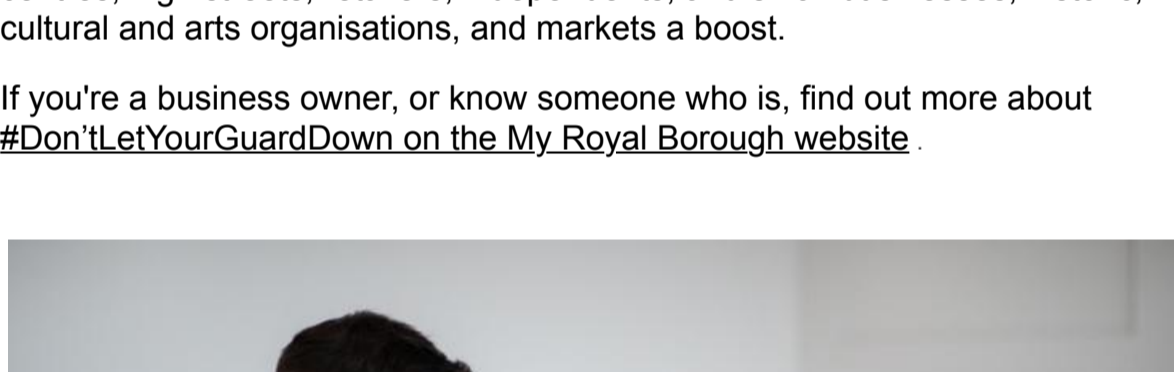 cultural and arts organisations, and markets a boost.
If you're a business owner, or know someone who is, find out more about
#Don’tLetYourGuardDown on the My Royal Borough website .